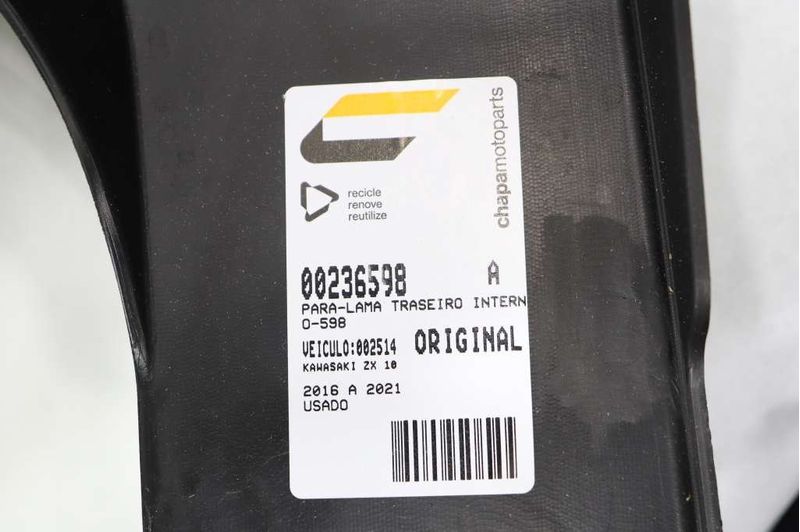 chapamotoparts
recicle
renove
reutilize
00236598 A
PARA-LAMA TRASEIRO INTERN
O-598
VEICULO:002514 ORIGINAL
KAWASAKI ZX 10
2016 A 2021
USADO